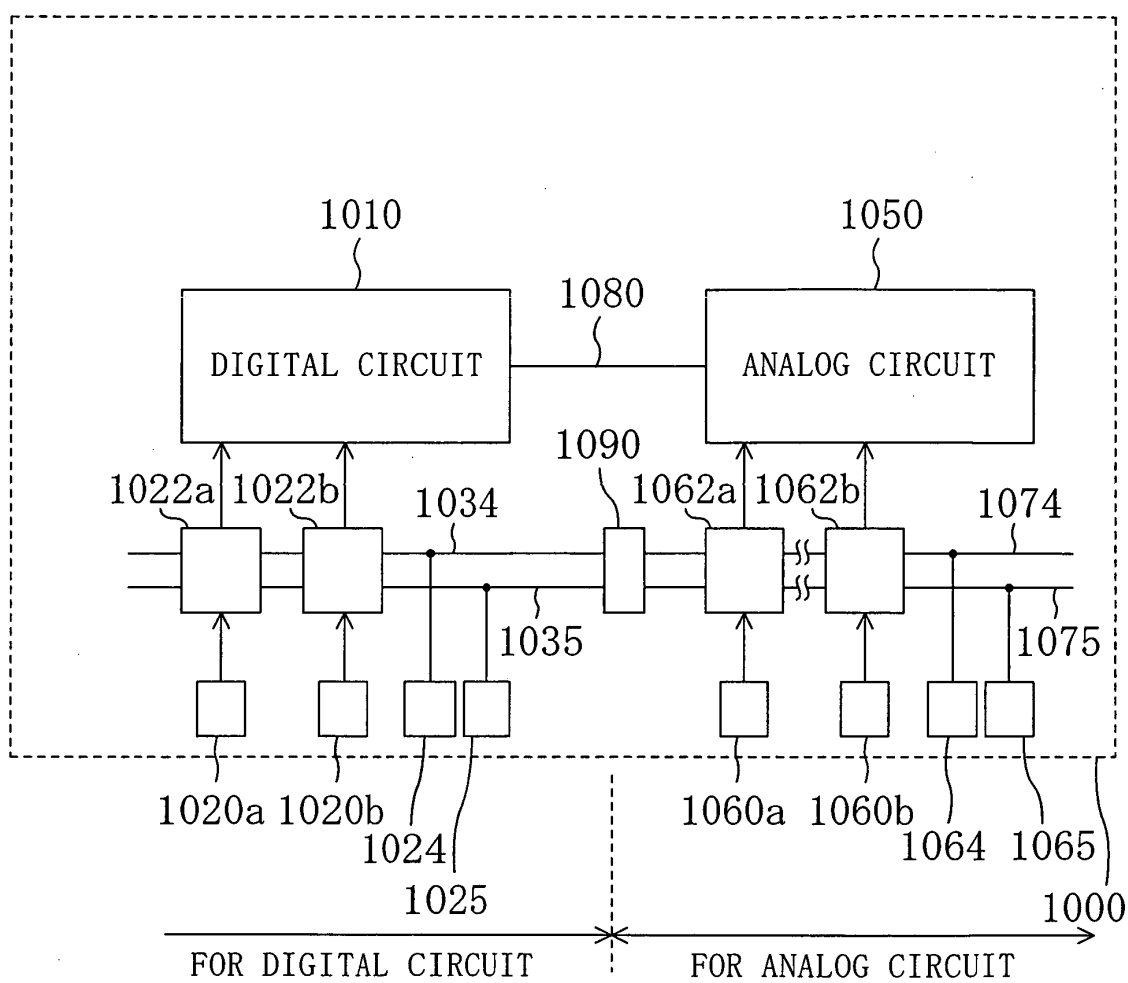 1010
1050
1080
DIGITAL CIRCUIT
ANALOG CIRCUIT
1090
1022a
1022b
1034
1062a
1062b
1074
1035
1075
1020a
1020b
1060a
1060b
1024
1064
1065
1025
1000
FOR DIGITAL CIRCUIT
FOR ANALOG CIRCUIT